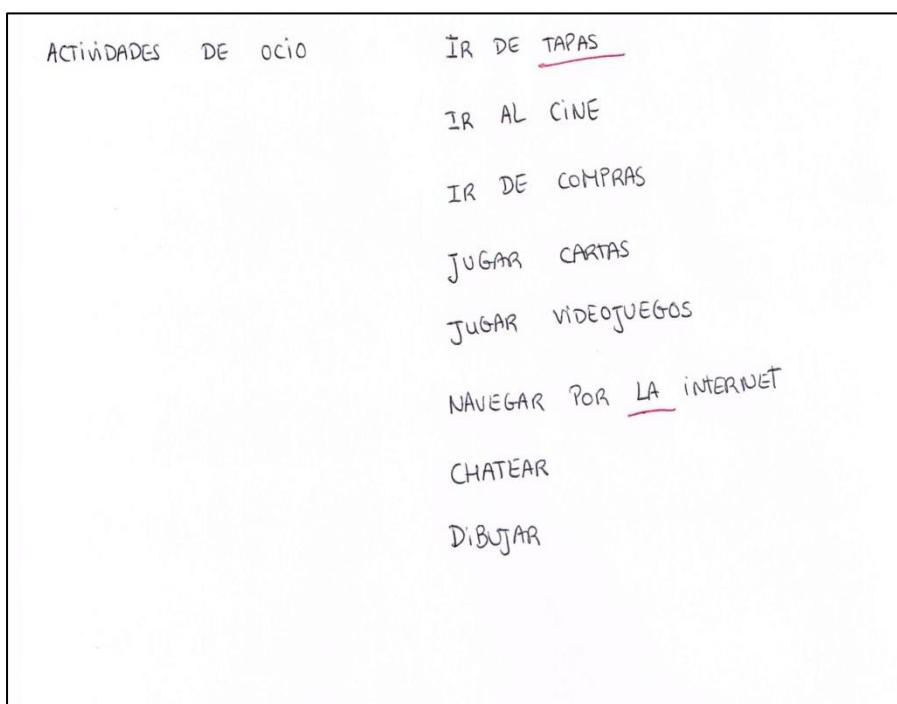 ACTIVIDADES DE OCIO
IR DE TAPAS
IR AL CINE
IR DE COMPRAS
JUGAR CARTAS
JUGAR VIDEOJUEGOS
NAVEGAR POR LA INTERNET
CHATEAR
DIBUJAR